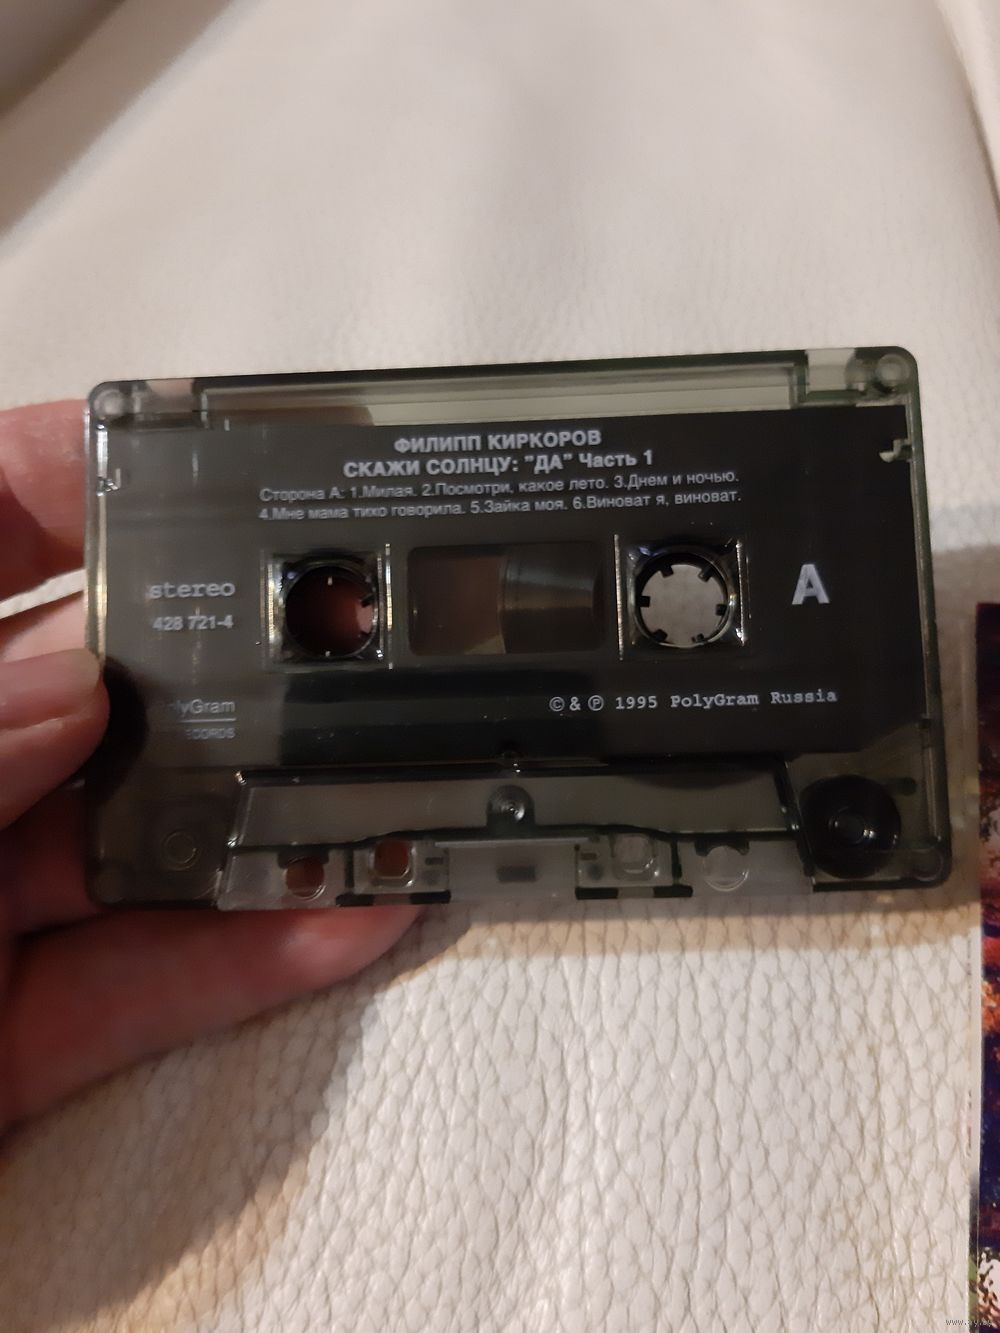 ФИЛИПП КИРКОРОВ
СКАЖИ СОЛНЦУ: "ДА" Часть 1
Сторона А: 1.Милая. 2.Посмотри, какое лето. 3.Днем и ночью.
4.Мне мама тихо говорила. 5.Зайка моя. 6.Виноват я, виноват.
stereo
A
428 721-4
PolyGram
© & ℗ 1995 PolyGram Russia